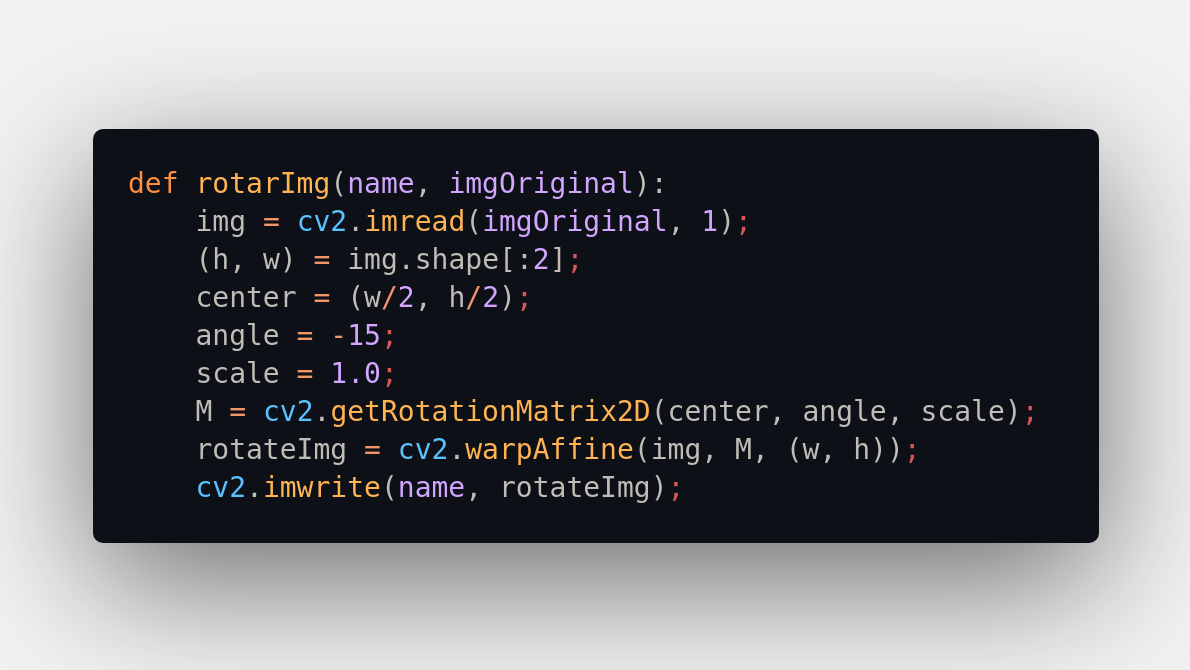 def rotarImg(name, imgOriginal):
    img = cv2.imread(imgOriginal, 1);
    (h, w) = img.shape[:2];
    center = (w/2, h/2);
    angle = -15;
    scale = 1.0;
    M = cv2.getRotationMatrix2D(center, angle, scale);
    rotateImg = cv2.warpAffine(img, M, (w, h));
    cv2.imwrite(name, rotateImg);